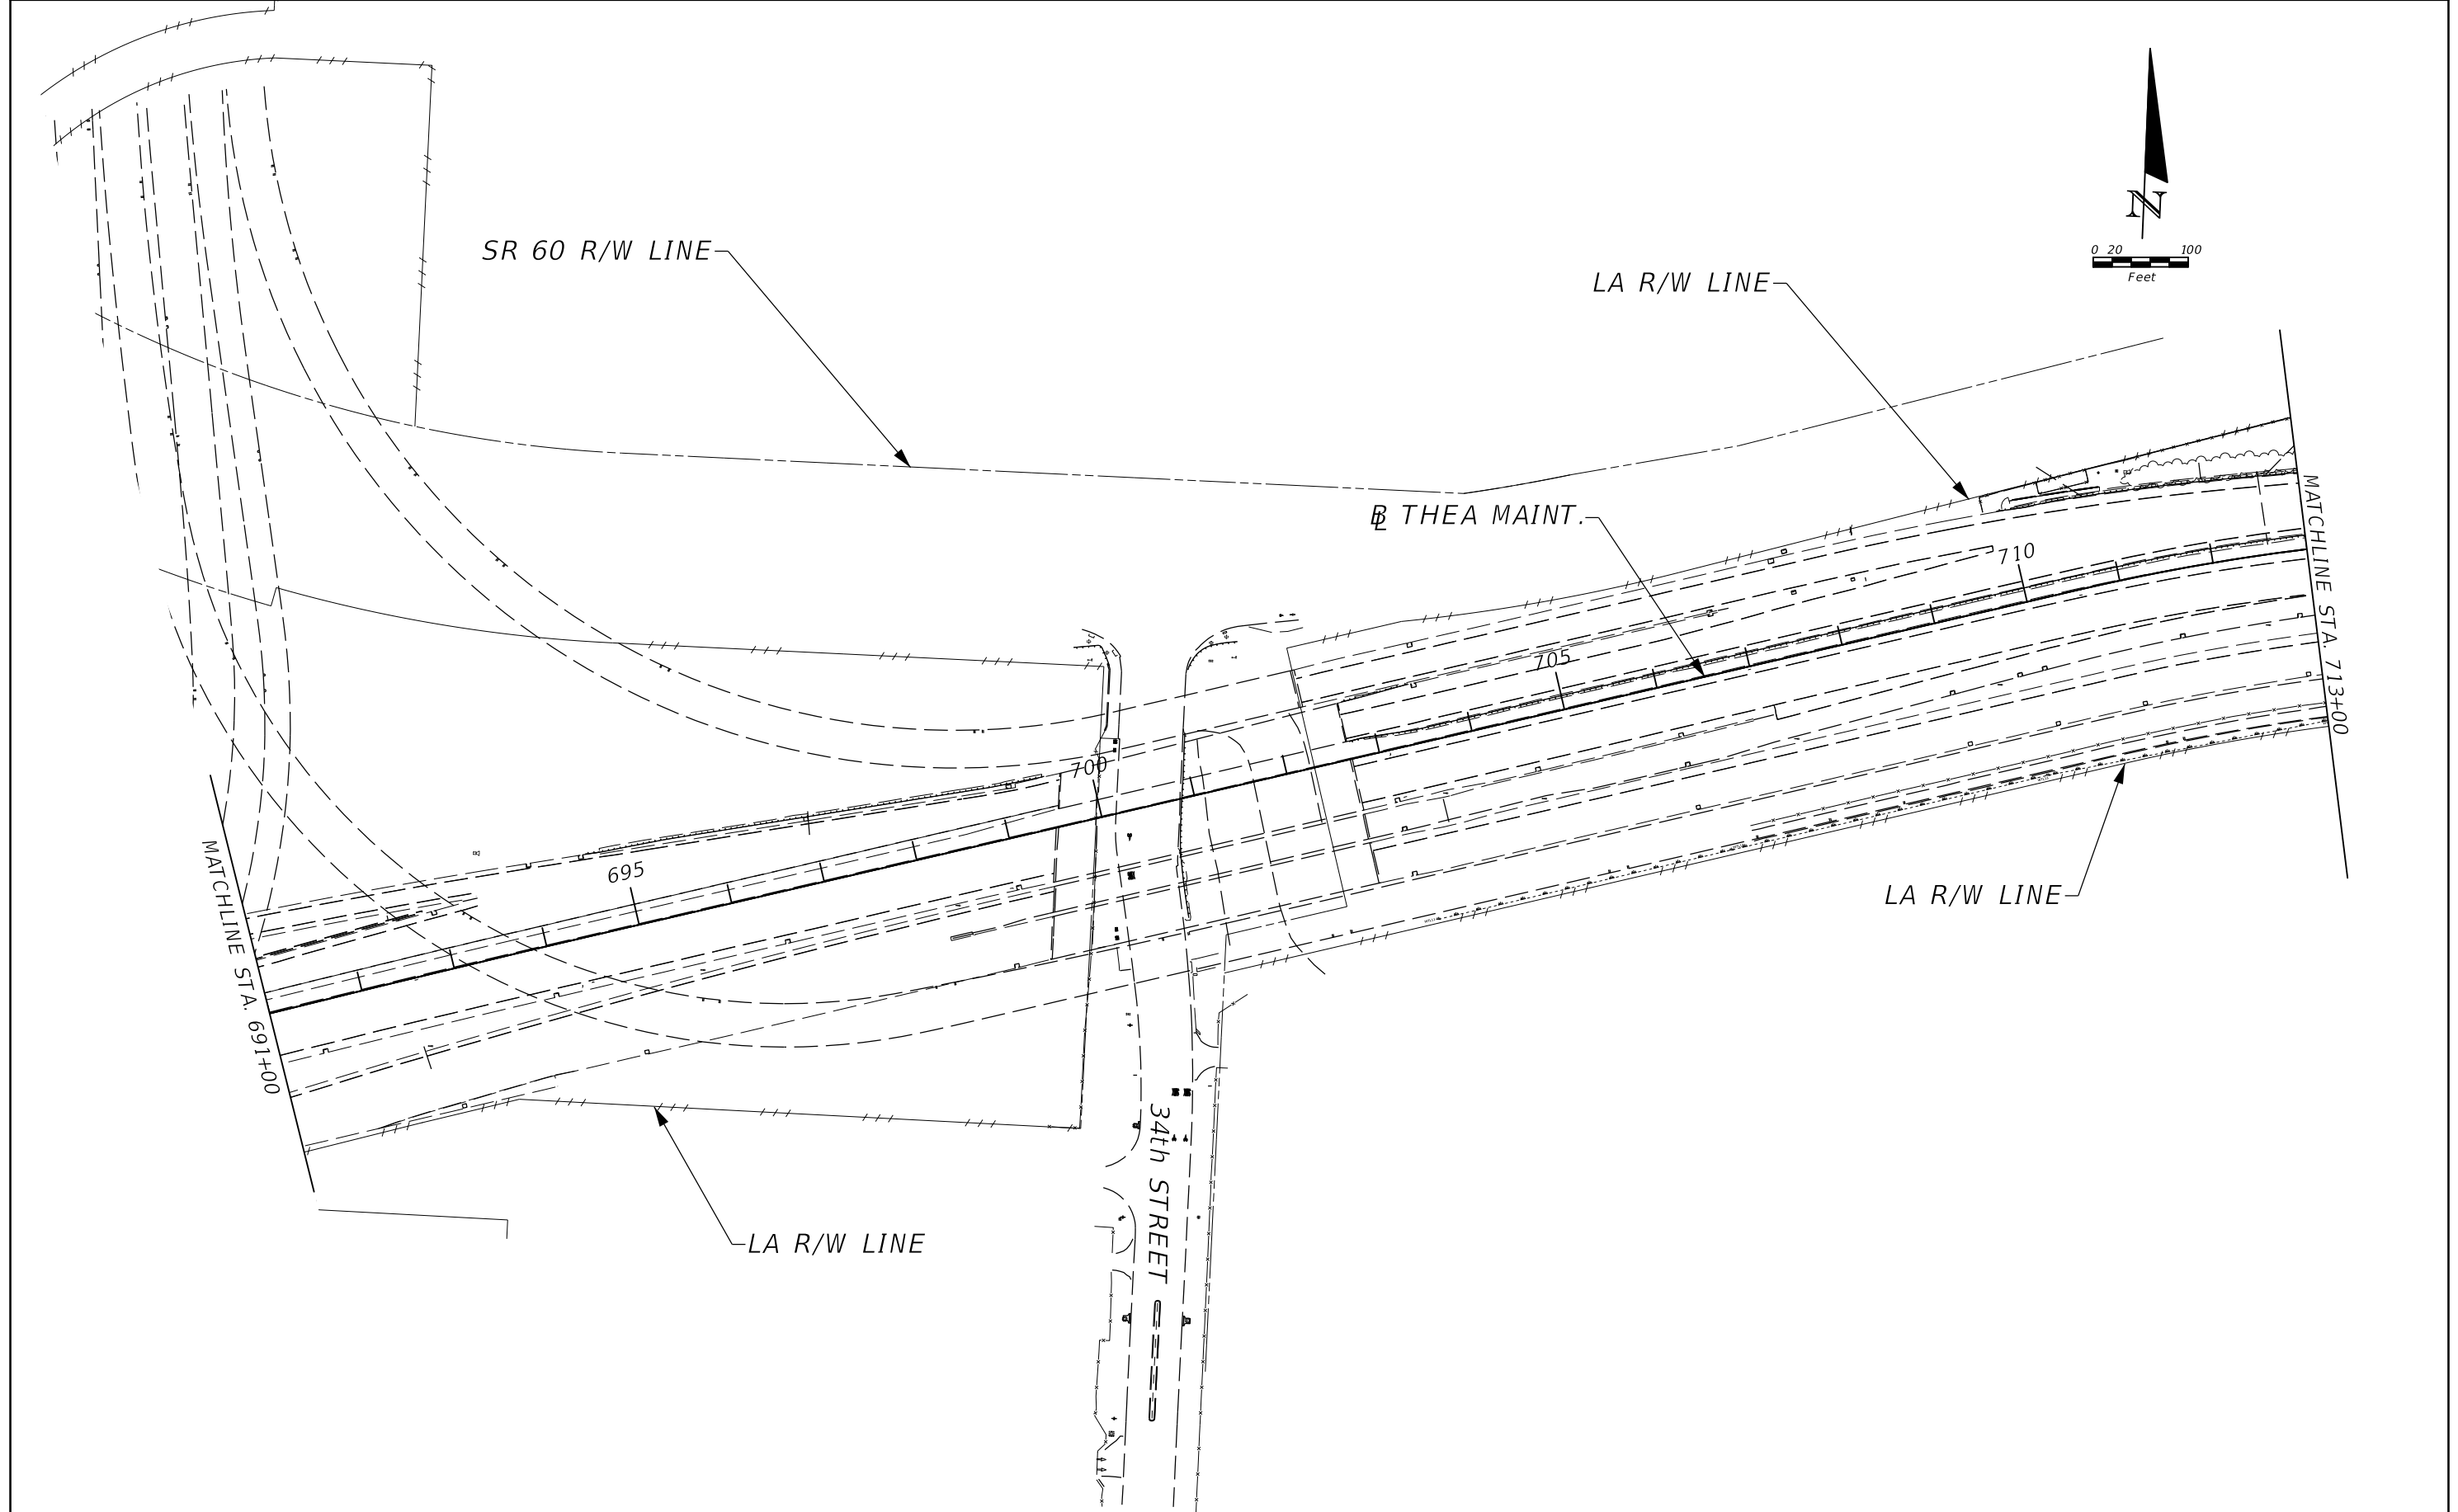 SR 60 R/W LINE
LA R/W LINE
N
0 20 100
Feet
BL THEA MAINT.
710
705
700
695
MATCHLINE STA. 713+00
MATCHLINE STA. 691+00
LA R/W LINE
34th STREET
LA R/W LINE